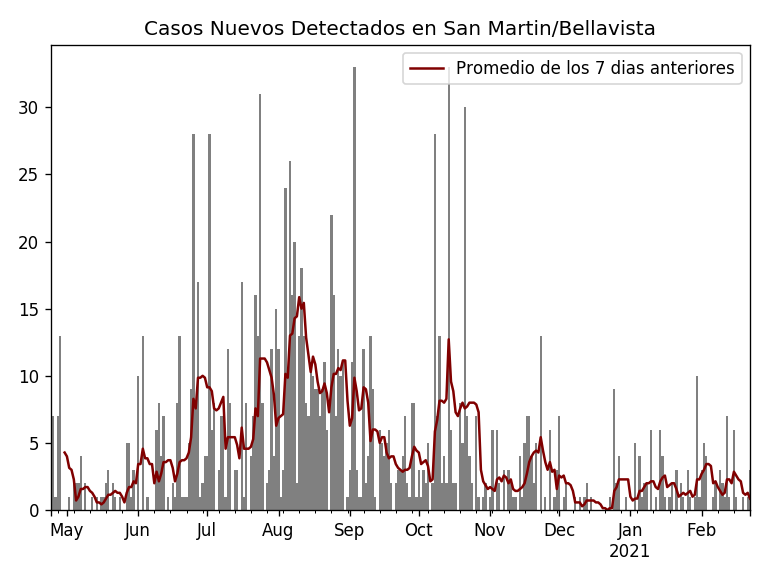 Casos Nuevos Detectados en San Martin/Bellavista
Promedio de los 7 dias anteriores
30
25
20
15
10
5
0
May Jun Jul Aug Sep Oct Nov Dec Jan Feb
2021